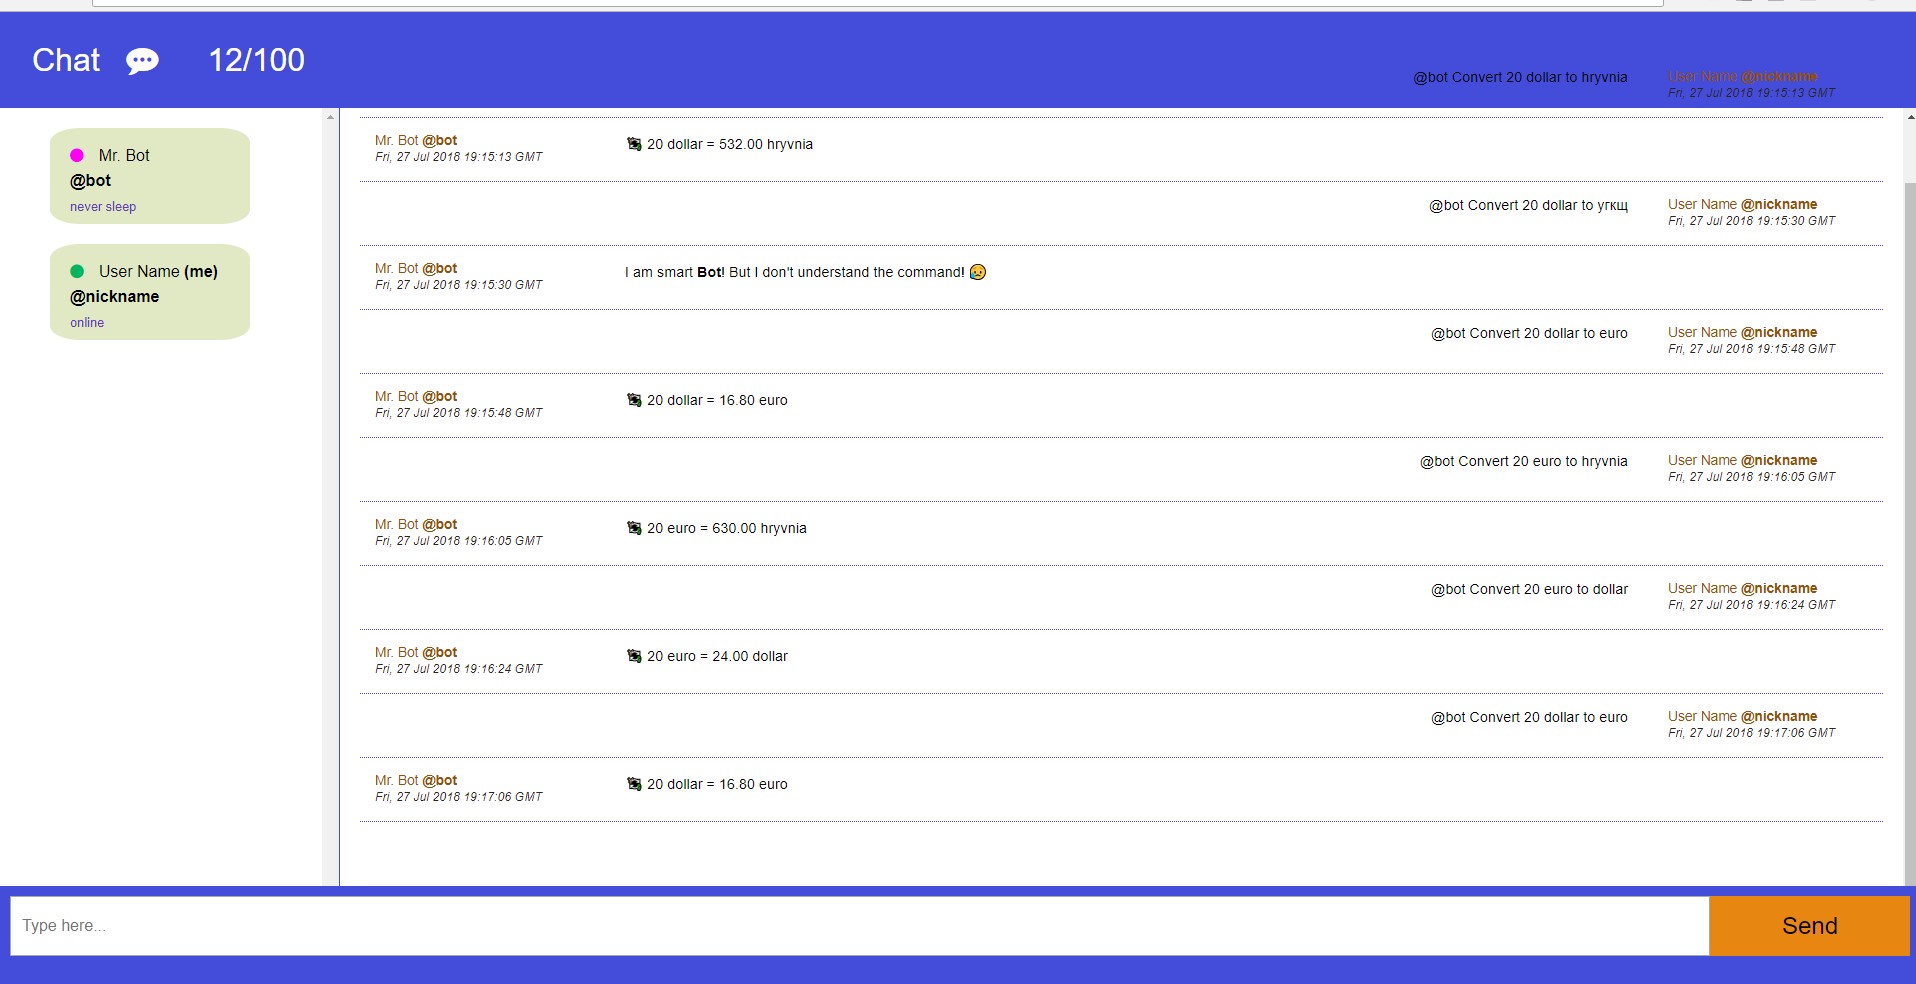 Chat 12/100
@bot Convert 20 dollar to hryvnia User Name @nickname
Fri, 27 Jul 2018 19:15:13 GMT
Mr. Bot
@bot
never sleep
User Name (me)
@nickname
online
Mr. Bot @bot 20 dollar = 532.00 hryvnia
Fri, 27 Jul 2018 19:15:13 GMT
@bot Convert 20 dollar to угкщ User Name @nickname
Fri, 27 Jul 2018 19:15:30 GMT
Mr. Bot @bot I am smart Bot! But I don't understand the command! 😥
Fri, 27 Jul 2018 19:15:30 GMT
@bot Convert 20 dollar to euro User Name @nickname
Fri, 27 Jul 2018 19:15:48 GMT
Mr. Bot @bot 20 dollar = 16.80 euro
Fri, 27 Jul 2018 19:15:48 GMT
@bot Convert 20 euro to hryvnia User Name @nickname
Fri, 27 Jul 2018 19:16:05 GMT
Mr. Bot @bot 20 euro = 630.00 hryvnia
Fri, 27 Jul 2018 19:16:05 GMT
@bot Convert 20 euro to dollar User Name @nickname
Fri, 27 Jul 2018 19:16:24 GMT
Mr. Bot @bot 20 euro = 24.00 dollar
Fri, 27 Jul 2018 19:16:24 GMT
@bot Convert 20 dollar to euro User Name @nickname
Fri, 27 Jul 2018 19:17:06 GMT
Mr. Bot @bot 20 dollar = 16.80 euro
Fri, 27 Jul 2018 19:17:06 GMT
Type here... Send